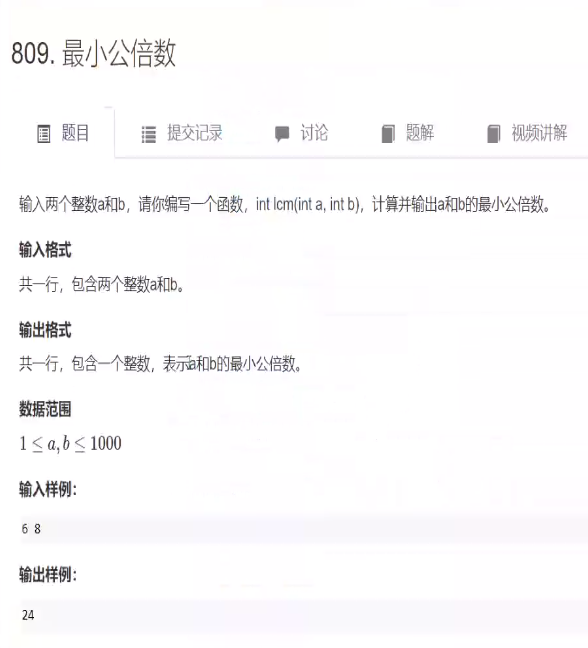 809. 最小公倍数
题目 提交记录 讨论 题解 视频讲解
输入两个整数a和b，请你编写一个函数，int lcm(int a, int b)，计算并输出a和b的最小公倍数。
输入格式
共一行，包含两个整数a和b。
输出格式
共一行，包含一个整数，表示a和b的最小公倍数。
数据范围
1 ≤ a, b ≤ 1000
输入样例：
6 8
输出样例：
24